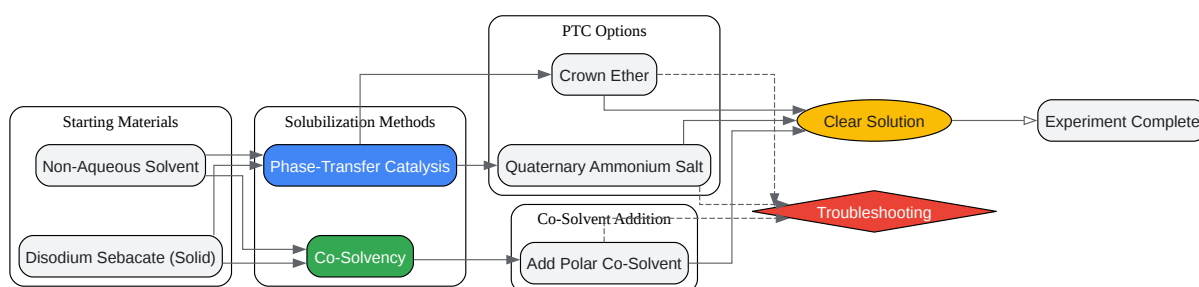 PTC Options
Crown Ether
Starting Materials
Solubilization Methods
Clear Solution
Experiment Complete
Non-Aqueous Solvent
Phase-Transfer Catalysis
Quaternary Ammonium Salt
Co-Solvent Addition
Troubleshooting
Disodium Sebacate (Solid)
Co-Solvency
Add Polar Co-Solvent